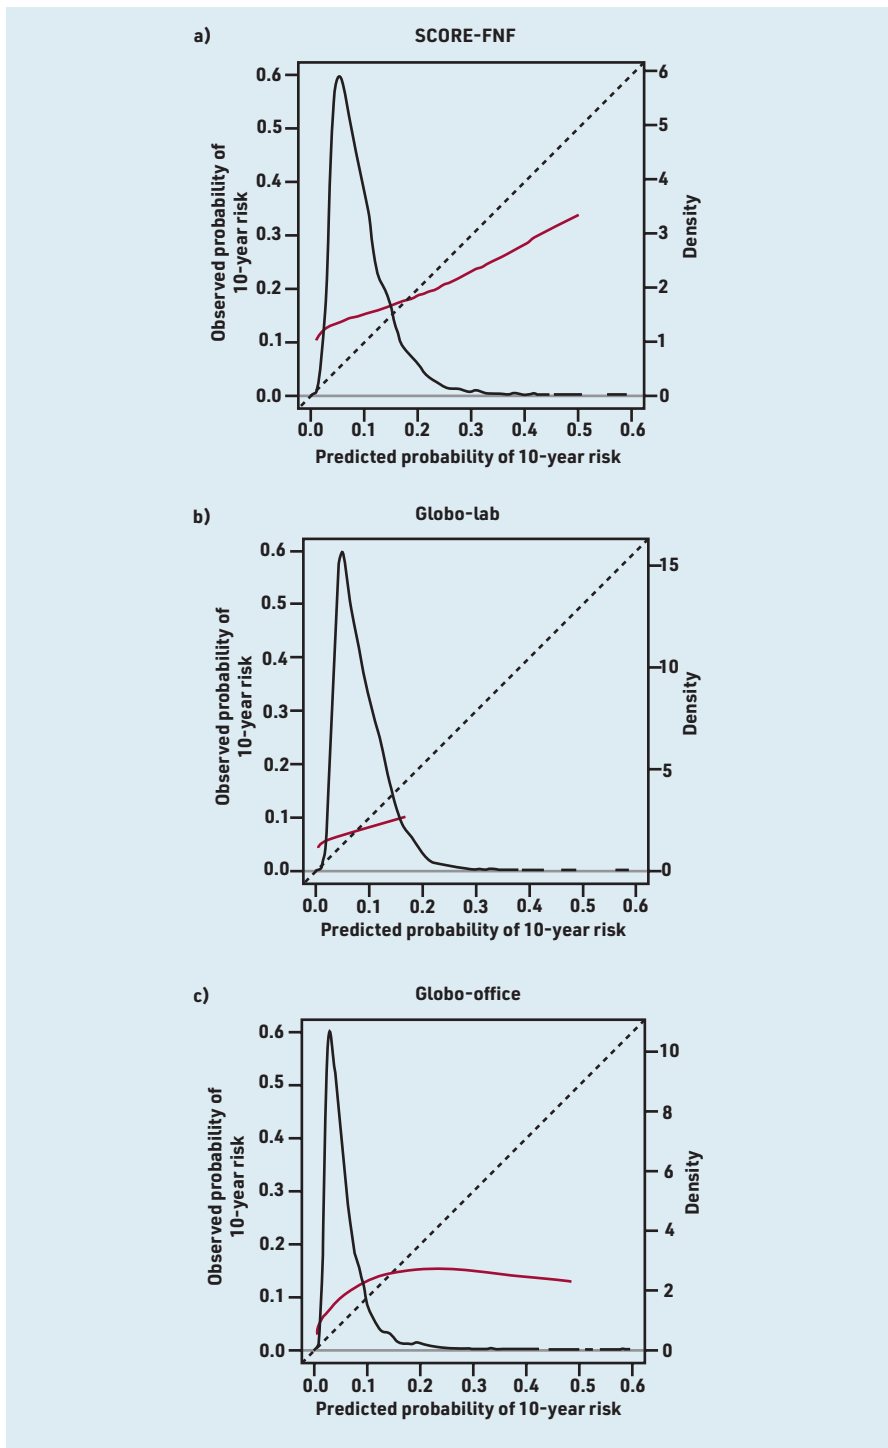 a)
SCORE-FNF
Observed probability of
10-year risk
0.6
0.5
0.4
0.3
0.2
0.1
0.0
6
5
4
3
2
1
0
Density
0.0 0.1 0.2 0.3 0.4 0.5 0.6
Predicted probability of 10-year risk
b)
Globo-lab
Observed probability of
10-year risk
0.6
0.5
0.4
0.3
0.2
0.1
0.0
15
10
5
0
Density
0.0 0.1 0.2 0.3 0.4 0.5 0.6
Predicted probability of 10-year risk
c)
Globo-office
Observed probability of
10-year risk
0.6
0.5
0.4
0.3
0.2
0.1
0.0
10
8
6
4
2
0
Density
0.0 0.1 0.2 0.3 0.4 0.5 0.6
Predicted probability of 10-year risk